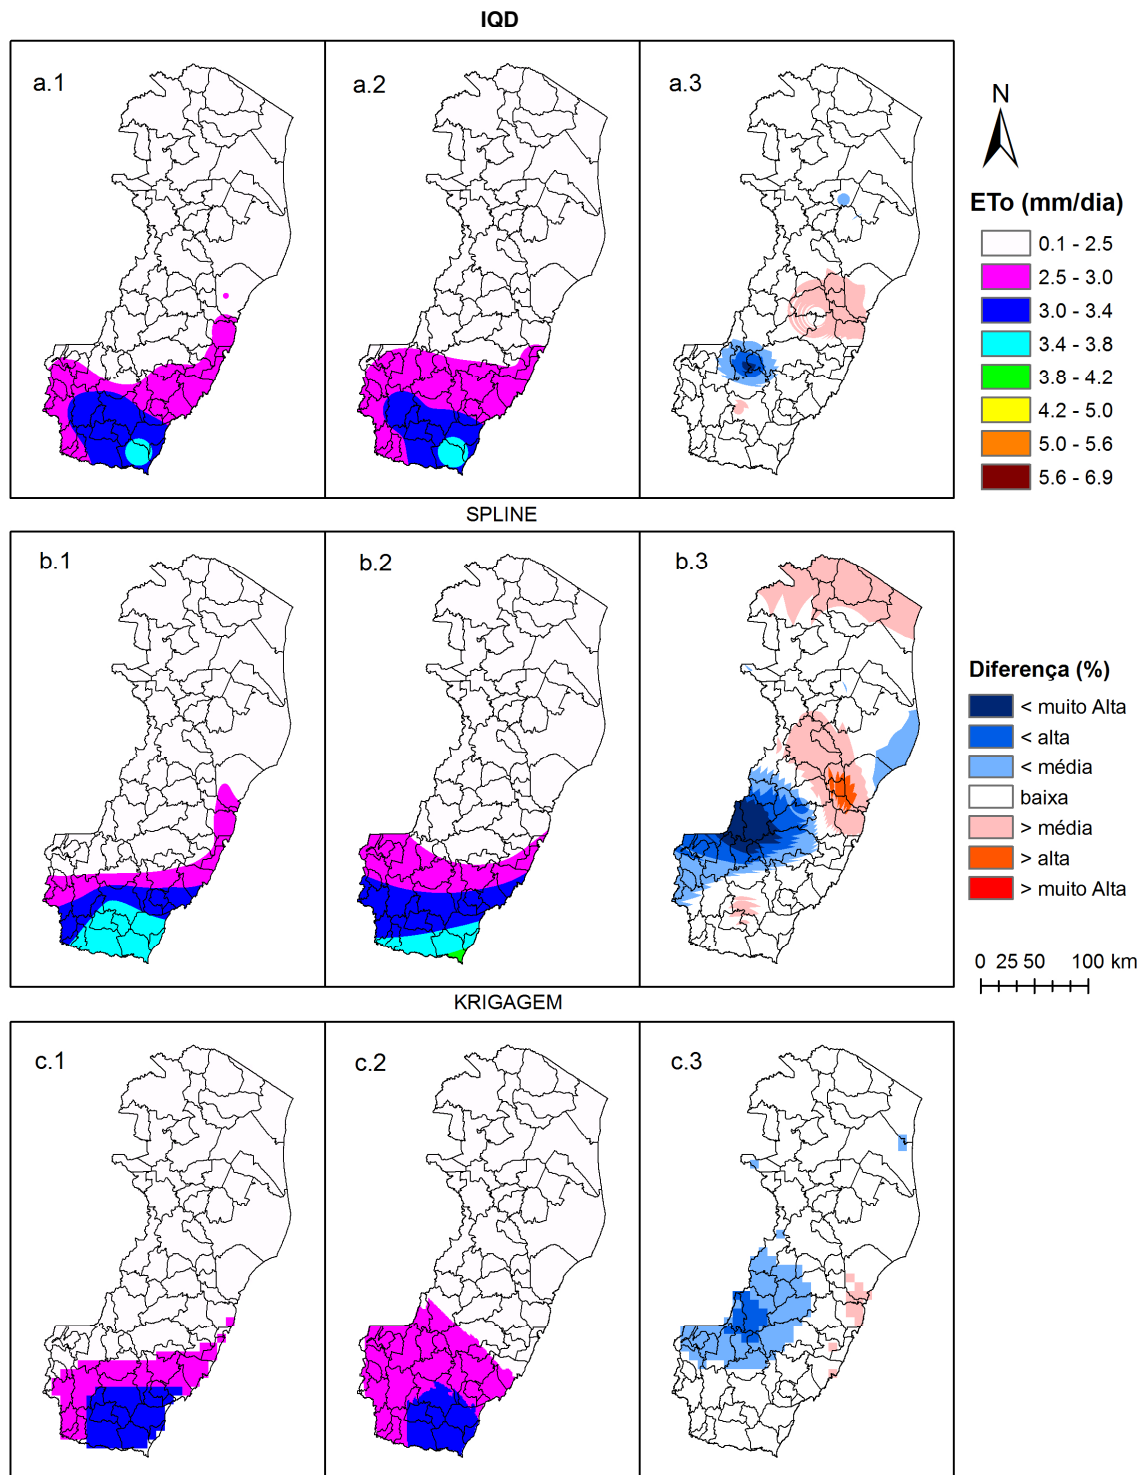 IQD
a.1
a.2
a.3
N
ETo (mm/dia)
0.1 - 2.5
2.5 - 3.0
3.0 - 3.4
3.4 - 3.8
3.8 - 4.2
4.2 - 5.0
5.0 - 5.6
5.6 - 6.9
SPLINE
b.1
b.2
b.3
Diferença (%)
< muito Alta
< alta
< média
baixa
> média
> alta
> muito Alta
0 25 50 100 km
KRIGAGEM
c.1
c.2
c.3